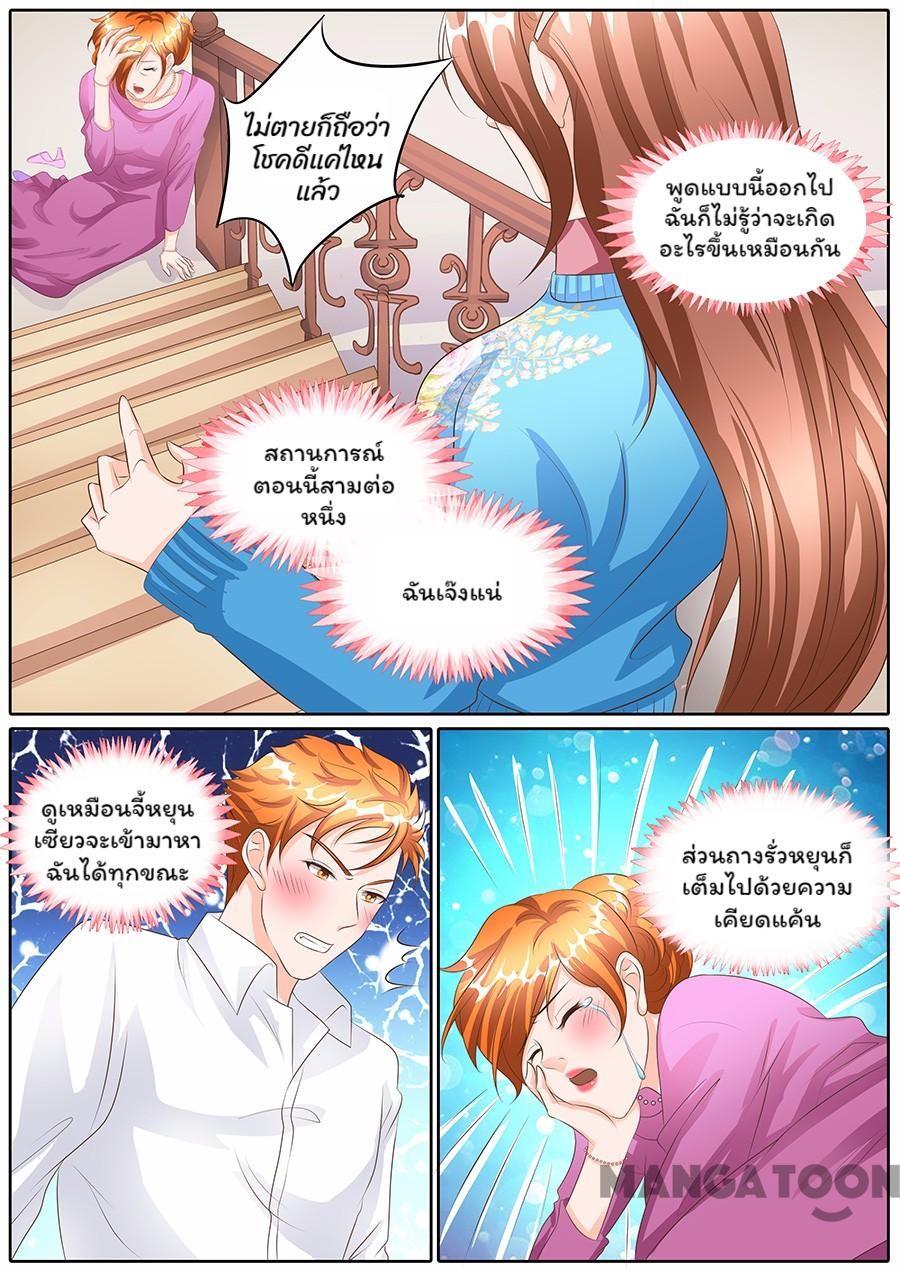 ไม่ตายก็ถือว่า
โชคดีแค่ไหน
แล้ว
พูดแบบนี้ออกไป
ฉันก็ไม่รู้ว่าจะเกิด
อะไรขึ้นเหมือนกัน
สถานการณ์
ตอนนี้สามต่อ
หนึ่ง
ฉันเจ๊งแน่
ดูเหมือนจี้หยุน
เซียวจะเข้ามาหา
ฉันได้ทุกขณะ
ส่วนถางรั่วหยุนก็
เต็มไปด้วยความ
เคียดแค้น
MANGATOON